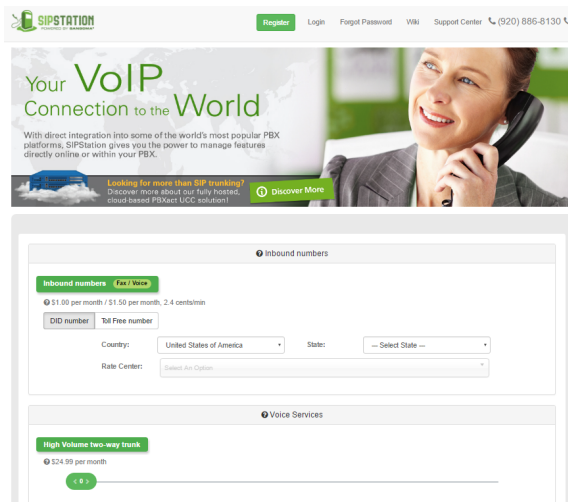 SIPSTATION
POWERED BY SANGOMA
Register Login Forgot Password Wiki Support Center (920) 886-8130
Your VoIP
Connection to the World
With direct integration into some of the world's most popular PBX
platforms, SIPStation gives you the power to manage features
directly online or within your PBX.
Looking for more than SIP trunking?
Discover more about our fully hosted,
cloud-based PBXact UCC solution!
Discover More
Inbound numbers
Inbound numbers Fax / Voice
$1.00 per month / $1.50 per month, 2.4 cents/min
DID number Toll Free number
Country: United States of America State: --- Select State ---
Rate Center: Select An Option
Voice Services
High Volume two-way trunk
$24.99 per month
< 0 >